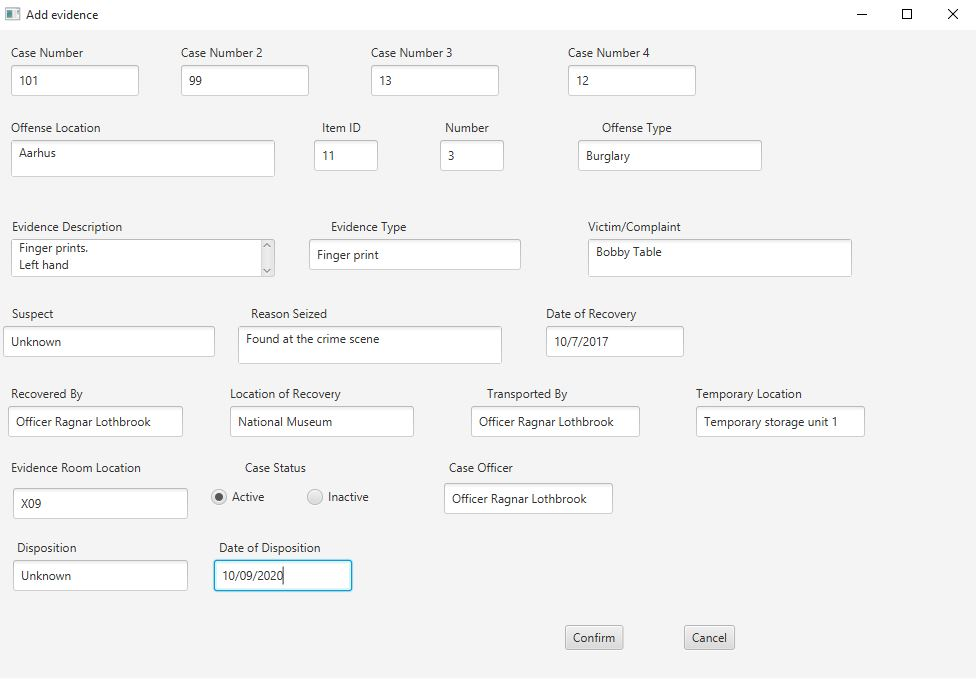 Add evidence
Case Number
Case Number 2
Case Number 3
Case Number 4
101
99
13
12
Offense Location
Item ID
Number
Offense Type
Aarhus
11
3
Burglary
Evidence Description
Evidence Type
Victim/Complaint
Finger prints.
Left hand
Finger print
Bobby Table
Suspect
Reason Seized
Date of Recovery
Unknown
Found at the crime scene
10/7/2017
Recovered By
Location of Recovery
Transported By
Temporary Location
Officer Ragnar Lothbrook
National Museum
Officer Ragnar Lothbrook
Temporary storage unit 1
Evidence Room Location
Case Status
Case Officer
X09
Active
Inactive
Officer Ragnar Lothbrook
Disposition
Date of Disposition
Unknown
10/09/2020
Confirm
Cancel